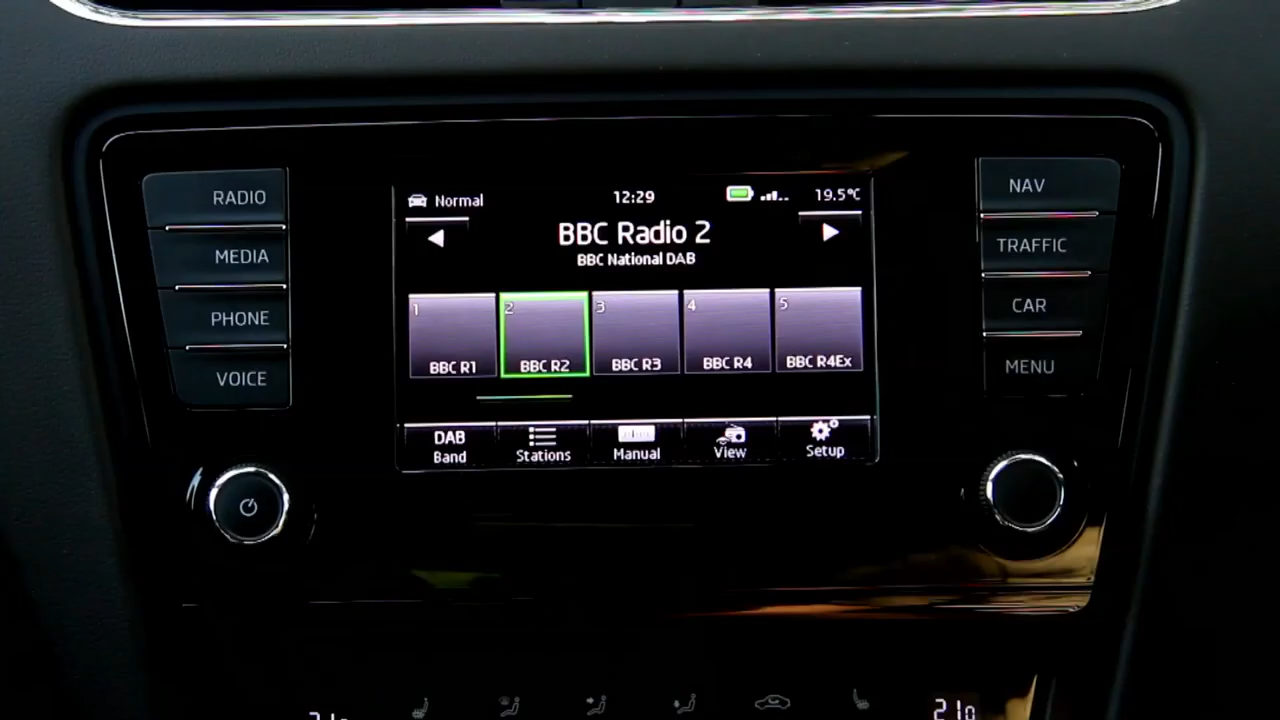 RADIO
MEDIA
PHONE
VOICE
Normal
12:29
19.5°C
BBC Radio 2
BBC National DAB
1
BBC R1
2
BBC R2
3
BBC R3
4
BBC R4
5
BBC R4Ex
DAB
Band
Stations
Manual
View
Setup
NAV
TRAFFIC
CAR
MENU